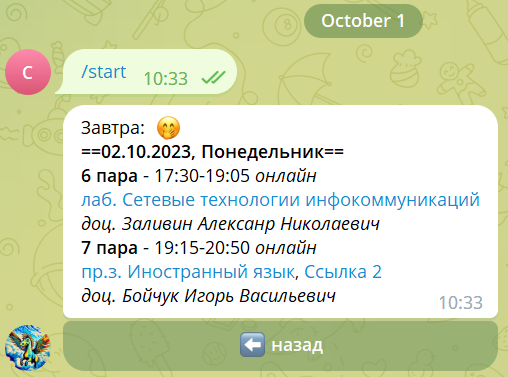 October 1
С
/start
10:33
Завтра: 🤭
==02.10.2023, Понедельник==
6 пара - 17:30-19:05 онлайн
лаб. Сетевые технологии инфокоммуникаций
доц. Заливин Алексанр Николаевич
7 пара - 19:15-20:50 онлайн
пр.з. Иностранный язык, Ссылка 2
доц. Бойчук Игорь Васильевич
10:33
⬅️ назад